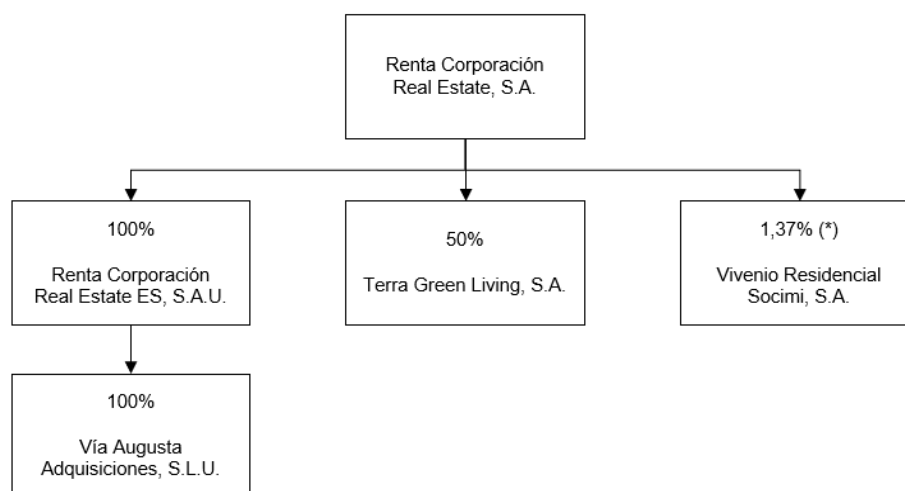 Renta Corporación
Real Estate, S.A.
100%
Renta Corporación
Real Estate ES, S.A.U.
50%
Terra Green Living, S.A.
1,37% (*)
Vivenio Residencial
Socimi, S.A.
100%
Vía Augusta
Adquisiciones, S.L.U.